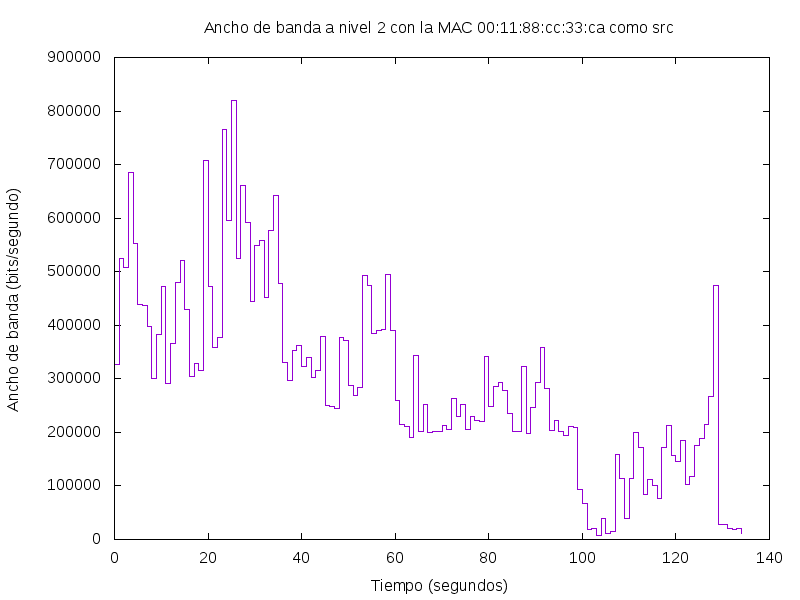 Ancho de banda a nivel 2 con la MAC 00:11:88:cc:33:ca como src
900000
800000
700000
600000
500000
400000
300000
200000
100000
0
Ancho de banda (bits/segundo)
0 20 40 60 80 100 120 140
Tiempo (segundos)